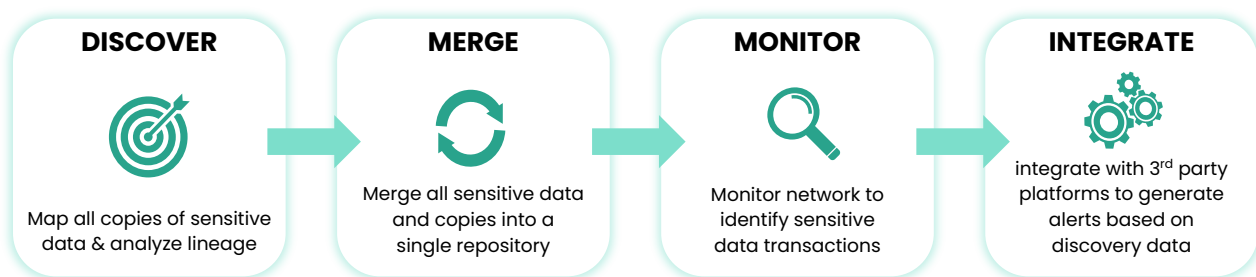 DISCOVER
Map all copies of sensitive
data & analyze lineage
MERGE
Merge all sensitive data
and copies into a
single repository
MONITOR
Monitor network to
identify sensitive
data transactions
INTEGRATE
integrate with 3rd party
platforms to generate
alerts based on
discovery data